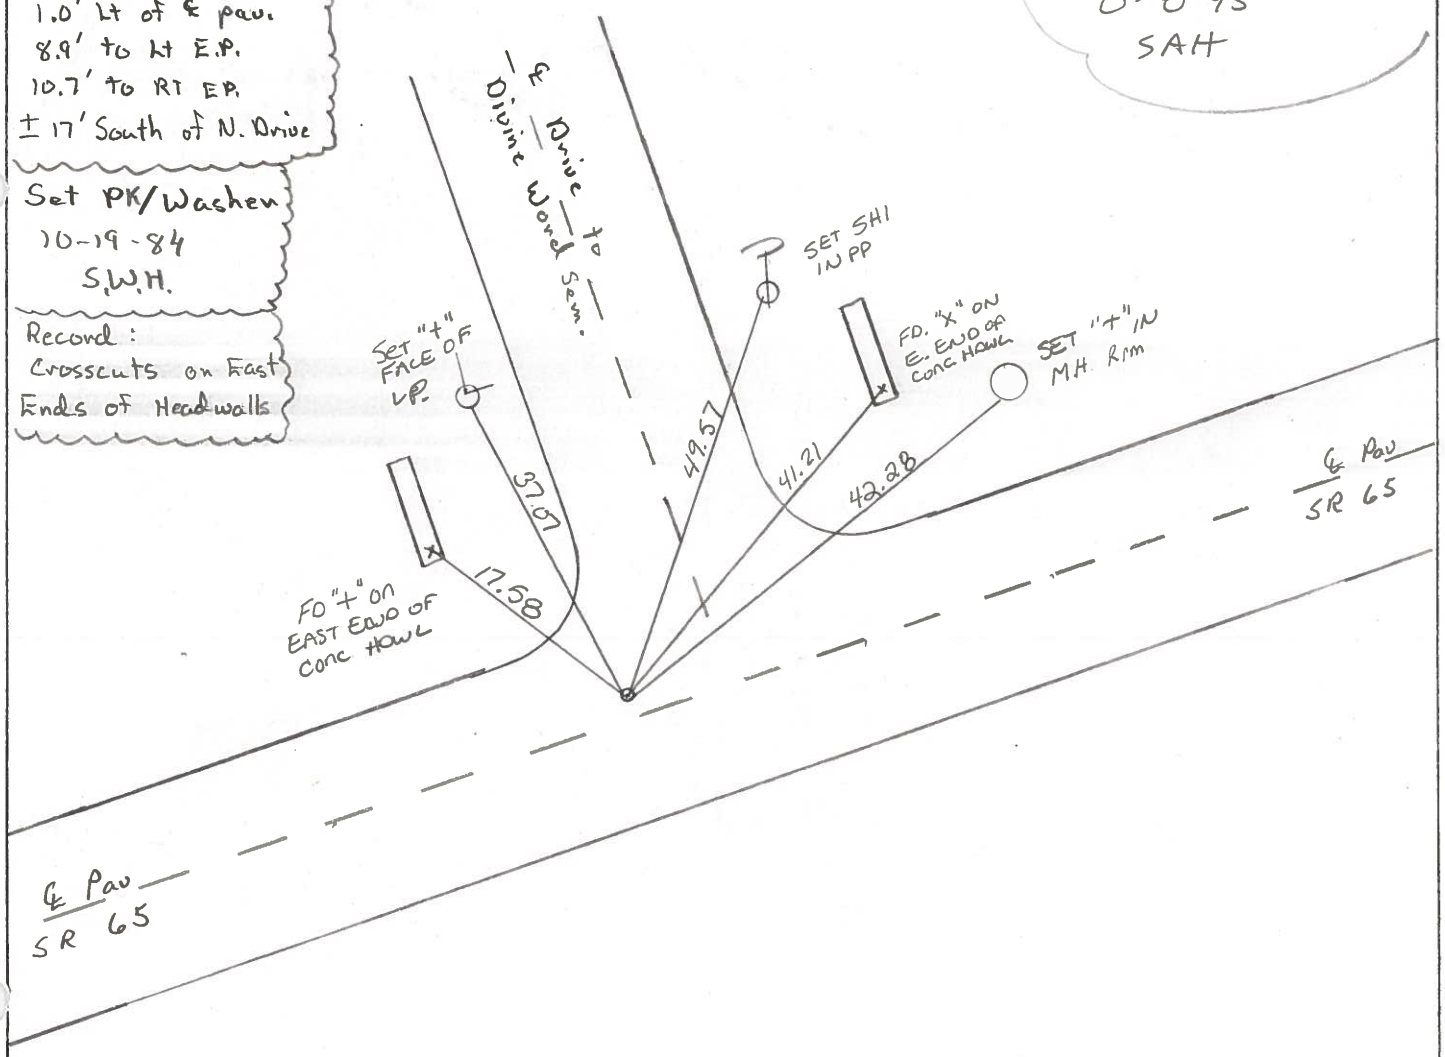 1.0' Lt of ℄ pav.
8.9' to Lt E.P.
10.7' to RT EP.
± 17' South of N. Drive
Set PK/Washer
10-19-84
S.W.H.
Record:
Crosscuts on East
Ends of Headwalls
SAH
℄ Drive to
Divine Word Sem.
SET SHI
IN PP
Set "+"
FACE OF
LP.
FD. "X" ON
E. END OF
CONC HDWL
SET "+" IN
M.H. Rim
37.07
49.57
41.21
42.28
17.58
FD "+" ON
EAST END OF
CONC HDWL
℄ Pav
SR 65
℄ Pav
SR 65